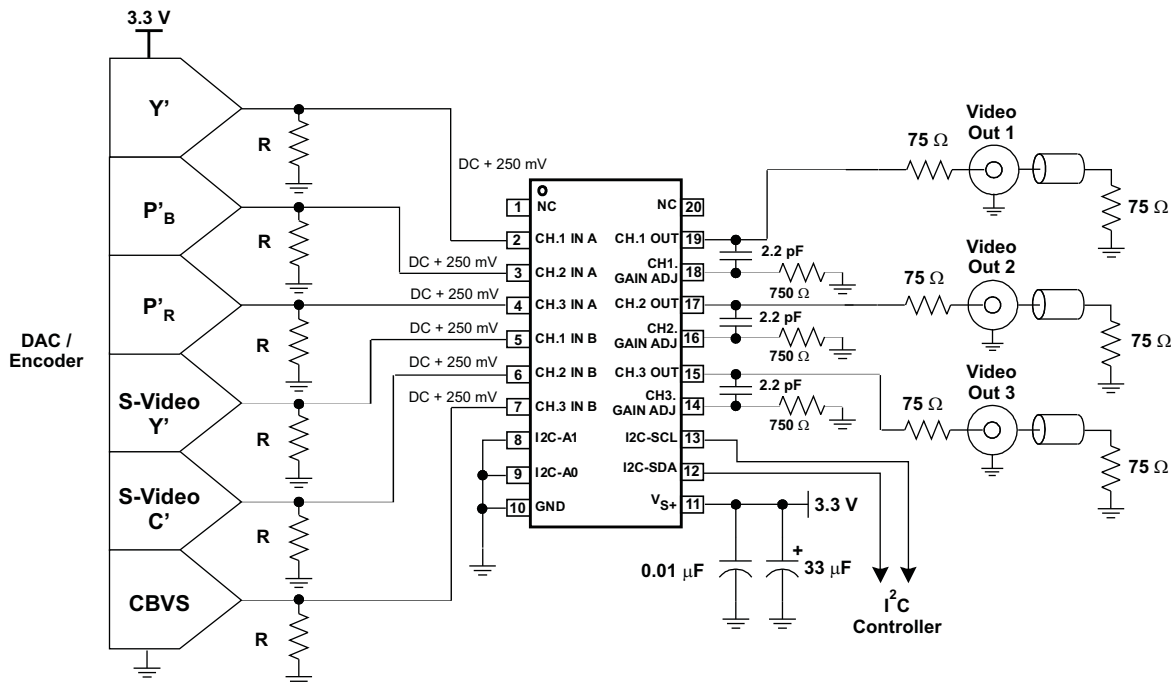 3.3 V
Y'
P'B
P'R
DAC /
Encoder
S-Video
Y'
S-Video
C'
CBVS
R
R
R
R
R
R
DC + 250 mV
DC + 250 mV
DC + 250 mV
DC + 250 mV
DC + 250 mV
DC + 250 mV
1 NC
2 CH.1 IN A
3 CH.2 IN A
4 CH.3 IN A
5 CH.1 IN B
6 CH.2 IN B
7 CH.3 IN B
8 I2C-A1
9 I2C-A0
10 GND
NC 20
CH.1 OUT 19
CH1.
GAIN ADJ 18
CH.2 OUT 17
CH2.
GAIN ADJ 16
CH.3 OUT 15
CH3.
GAIN ADJ 14
I2C-SCL 13
I2C-SDA 12
VS+ 11
2.2 pF
750 Ω
2.2 pF
750 Ω
2.2 pF
750 Ω
75 Ω
Video
Out 1
75 Ω
75 Ω
Video
Out 2
75 Ω
75 Ω
Video
Out 3
75 Ω
3.3 V
0.01 µF
+
33 µF
I2C
Controller